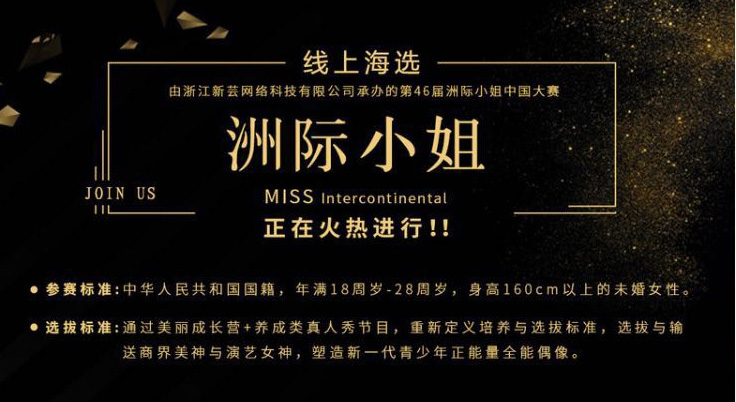 线上海选
由浙江新芸网络科技有限公司承办的第46届洲际小姐中国大赛
洲际小姐
JOIN US
MISS Intercontinental
正在火热进行!!
参赛标准:中华人民共和国国籍，年满18周岁-28周岁，身高160cm以上的未婚女性。
选拔标准:通过美丽成长营+养成类真人秀节目，重新定义培养与选拔标准，选拔与输
送商界美神与演艺女神，塑造新一代青少年正能量全能偶像。